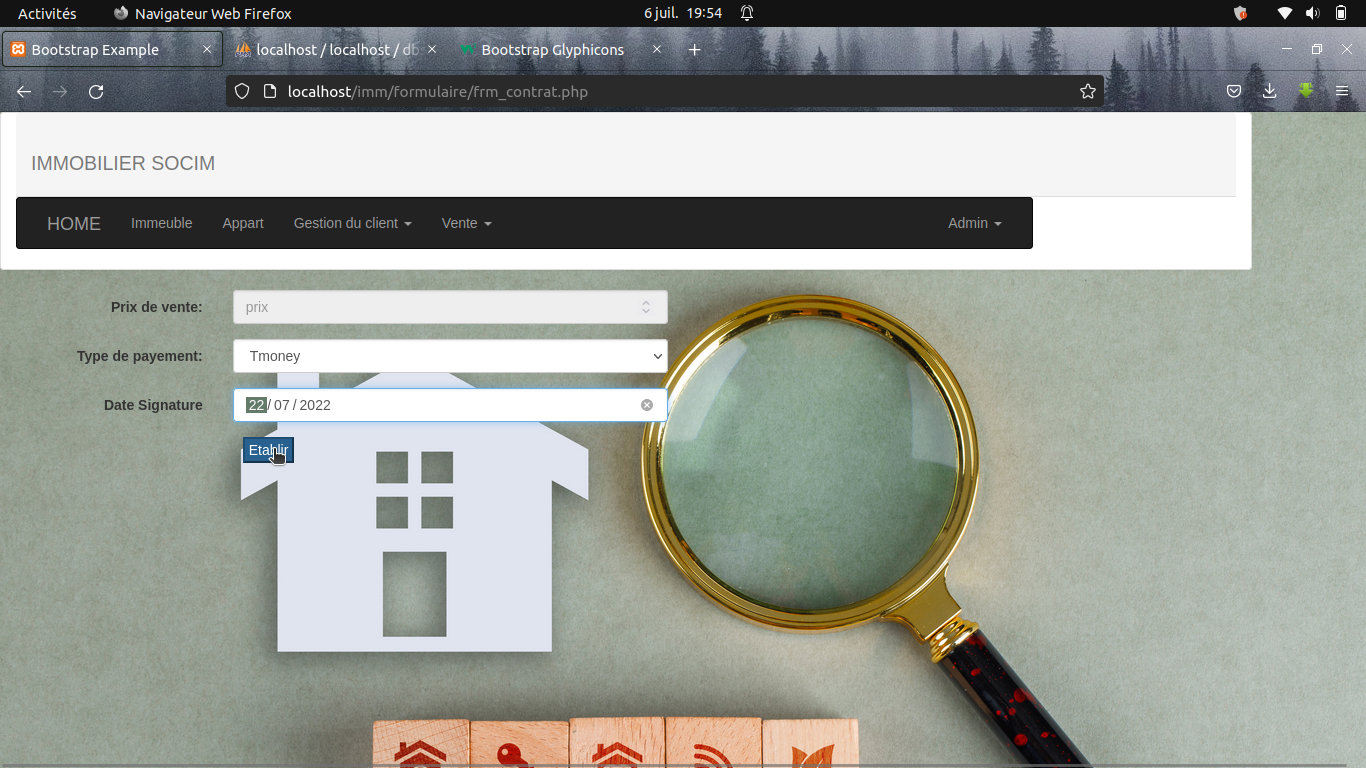 Activités Navigateur Web Firefox 6 juil. 19:54
Bootstrap Example localhost / localhost / db Bootstrap Glyphicons
localhost/imm/formulaire/frm_contrat.php
IMMOBILIER SOCIM
HOME Immeuble Appart Gestion du client Vente Admin
Prix de vente: prix
Type de payement: Tmoney
Date Signature 22/07/2022
Etablir